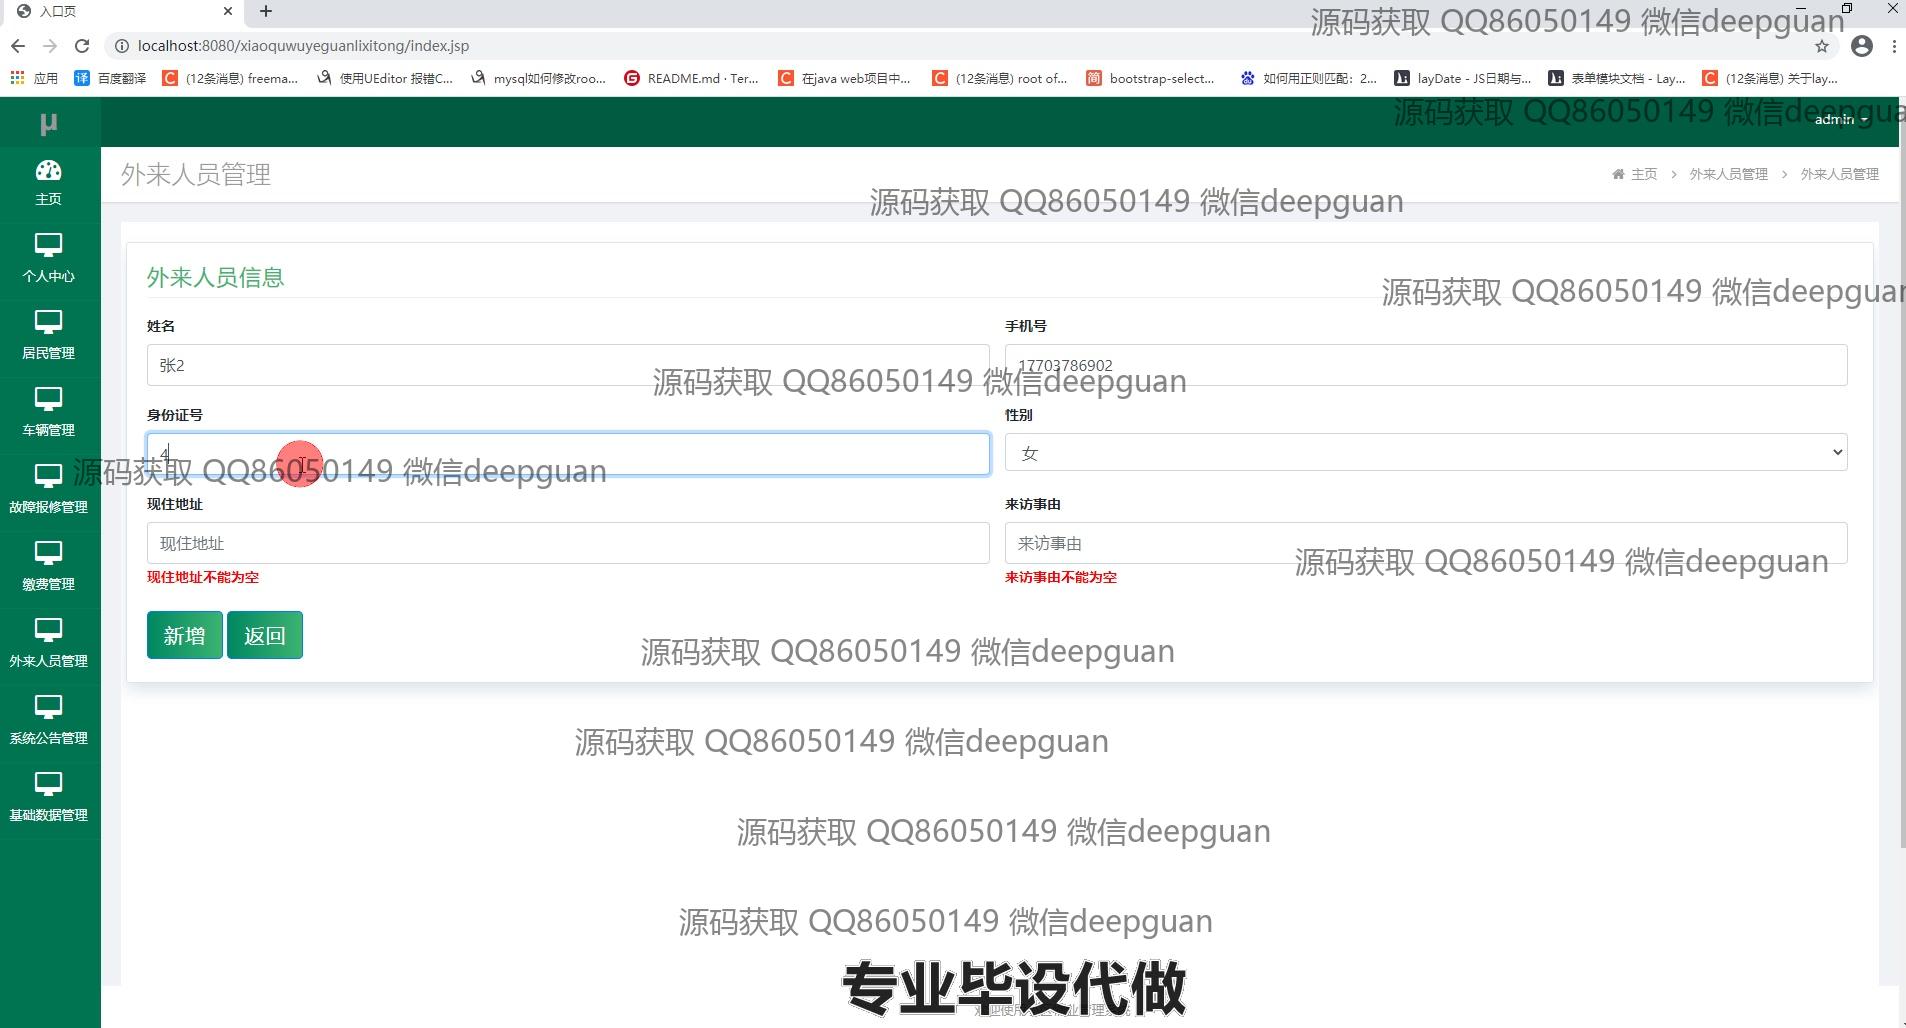 入口页
localhost:8080/xiaoquwuyeguanlixitong/index.jsp
源码获取 QQ86050149 微信deepguan
应用
百度翻译
(12条消息) freema...
使用UEditor 报错C...
mysql如何修改roo...
README.md · Ter...
在java web项目中...
(12条消息) root of...
bootstrap-select...
如何用正则匹配：2...
layDate - JS日期与...
表单模块文档 - Lay...
(12条消息) 关于lay...
μ
源码获取 QQ86050149 微信deepgua
admin
主页
个人中心
居民管理
车辆管理
故障报修管理
缴费管理
外来人员管理
系统公告管理
基础数据管理
外来人员管理
主页 > 外来人员管理 > 外来人员管理
源码获取 QQ86050149 微信deepguan
外来人员信息
源码获取 QQ86050149 微信deepguan
姓名
手机号
张2
17703786902
源码获取 QQ86050149 微信deepguan
身份证号
性别
4
女
源码获取 QQ86050149 微信deepguan
现住地址
来访事由
现住地址
来访事由
源码获取 QQ86050149 微信deepguan
现住地址不能为空
来访事由不能为空
新增
返回
源码获取 QQ86050149 微信deepguan
源码获取 QQ86050149 微信deepguan
源码获取 QQ86050149 微信deepguan
源码获取 QQ86050149 微信deepguan
专业毕设代做